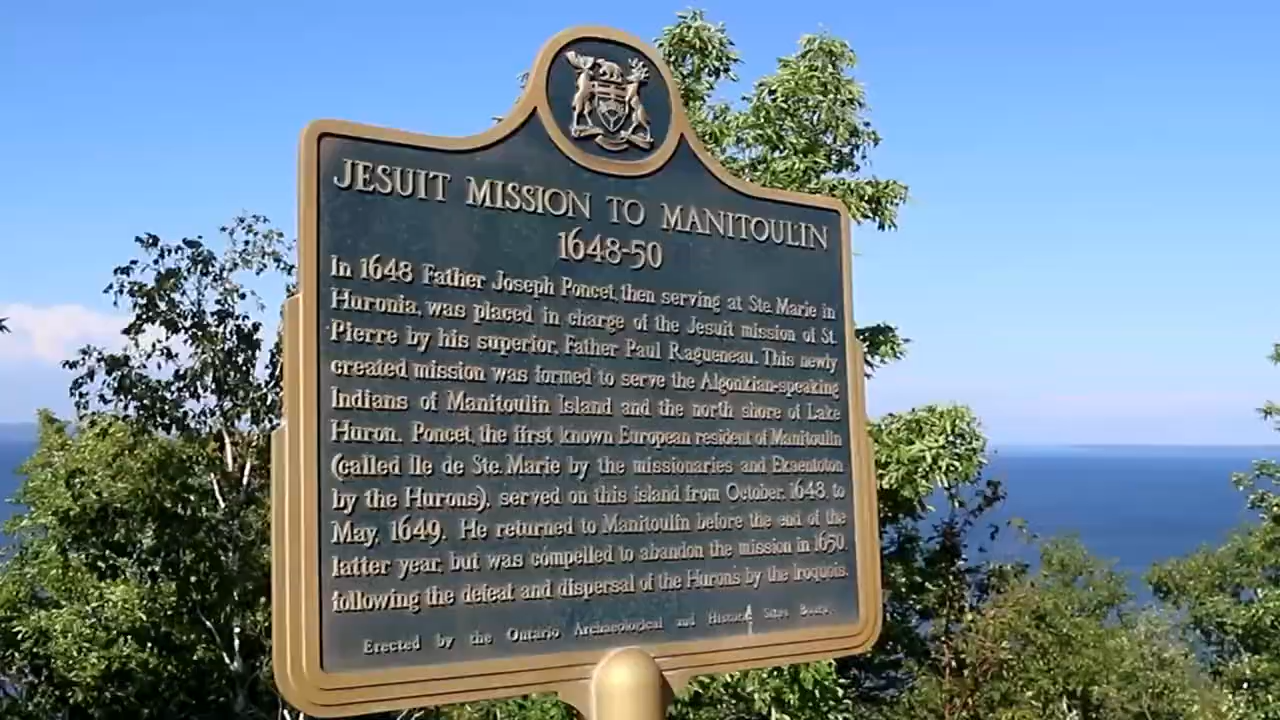 JESUIT MISSION TO MANITOULIN
1648-50
In 1648 Father Joseph Poncet, then serving at Ste. Marie in
Huronia, was placed in charge of the Jesuit mission of St.
Pierre by his superior, Father Paul Ragueneau. This newly
created mission was formed to serve the Algonkian-speaking
Indians of Manitoulin Island and the north shore of Lake
Huron. Poncet, the first known European resident of Manitoulin
(called Ile de Ste. Marie by the missionaries and Ekaentoton
by the Hurons), served on this island from October, 1648, to
May, 1649. He returned to Manitoulin before the end of the
latter year, but was compelled to abandon the mission in 1650,
following the defeat and dispersal of the Hurons by the Iroquois.
Erected by the Ontario Archaeological and Historic Sites Board.